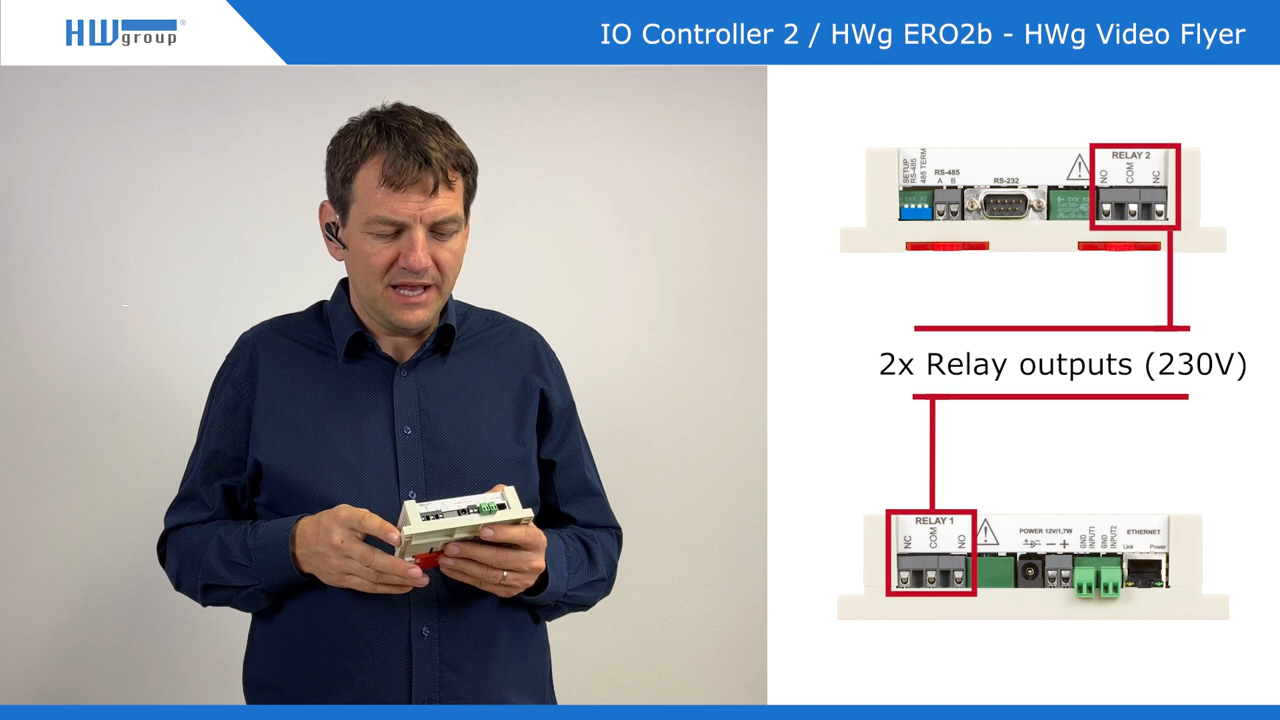 HWgroup®
IO Controller 2 / HWg ERO2b - HWg Video Flyer
SETUP
RS-485
485 TERM
RS-485
A B
RS-232
RELAY 2
NO
COM
NC
2x Relay outputs (230V)
RELAY 1
NC
COM
NO
POWER 12V/1,7W
GND
INPUT1
GND
INPUT2
ETHERNET
Link Power